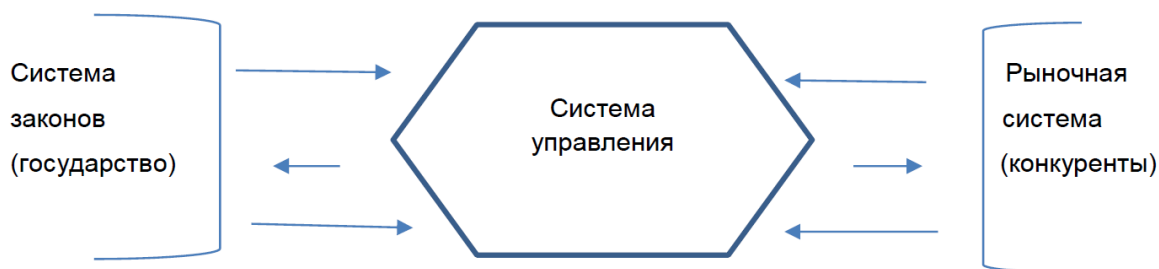 Система
законов
(государство)
Система
управления
Рыночная
система
(конкуренты)